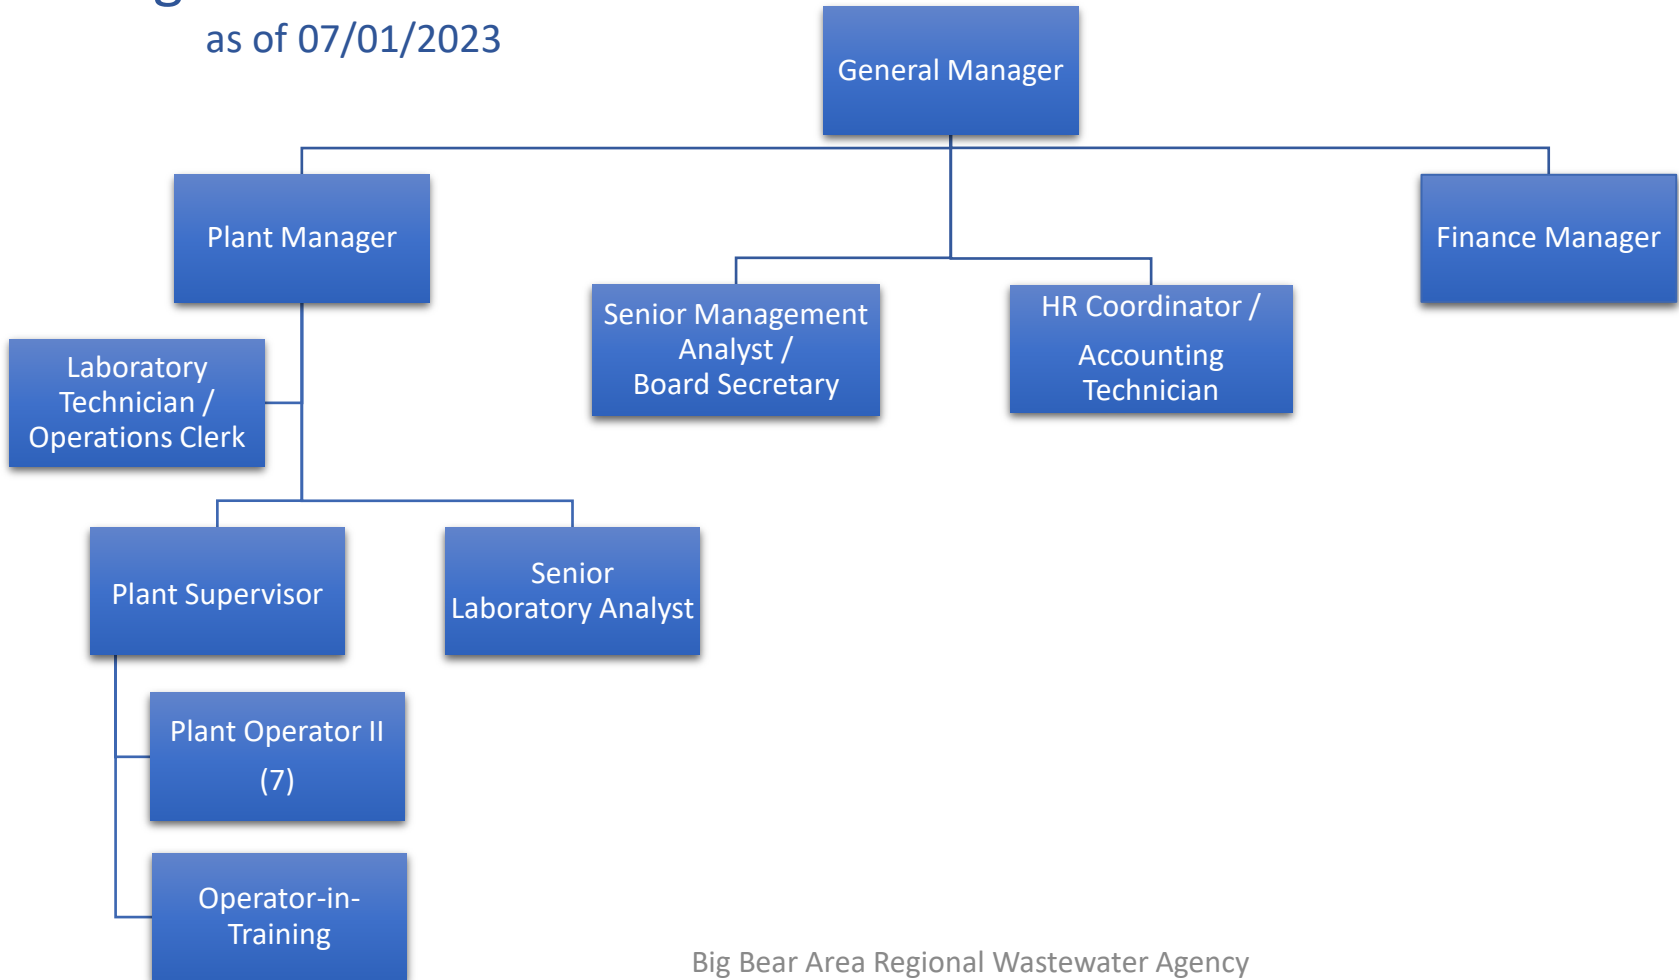 as of 07/01/2023
General Manager
Plant Manager
Finance Manager
Senior Management
Analyst /
Board Secretary
HR Coordinator /
Accounting
Technician
Laboratory
Technician /
Operations Clerk
Plant Supervisor
Senior
Laboratory Analyst
Plant Operator II
(7)
Operator-in-
Training
Big Bear Area Regional Wastewater Agency